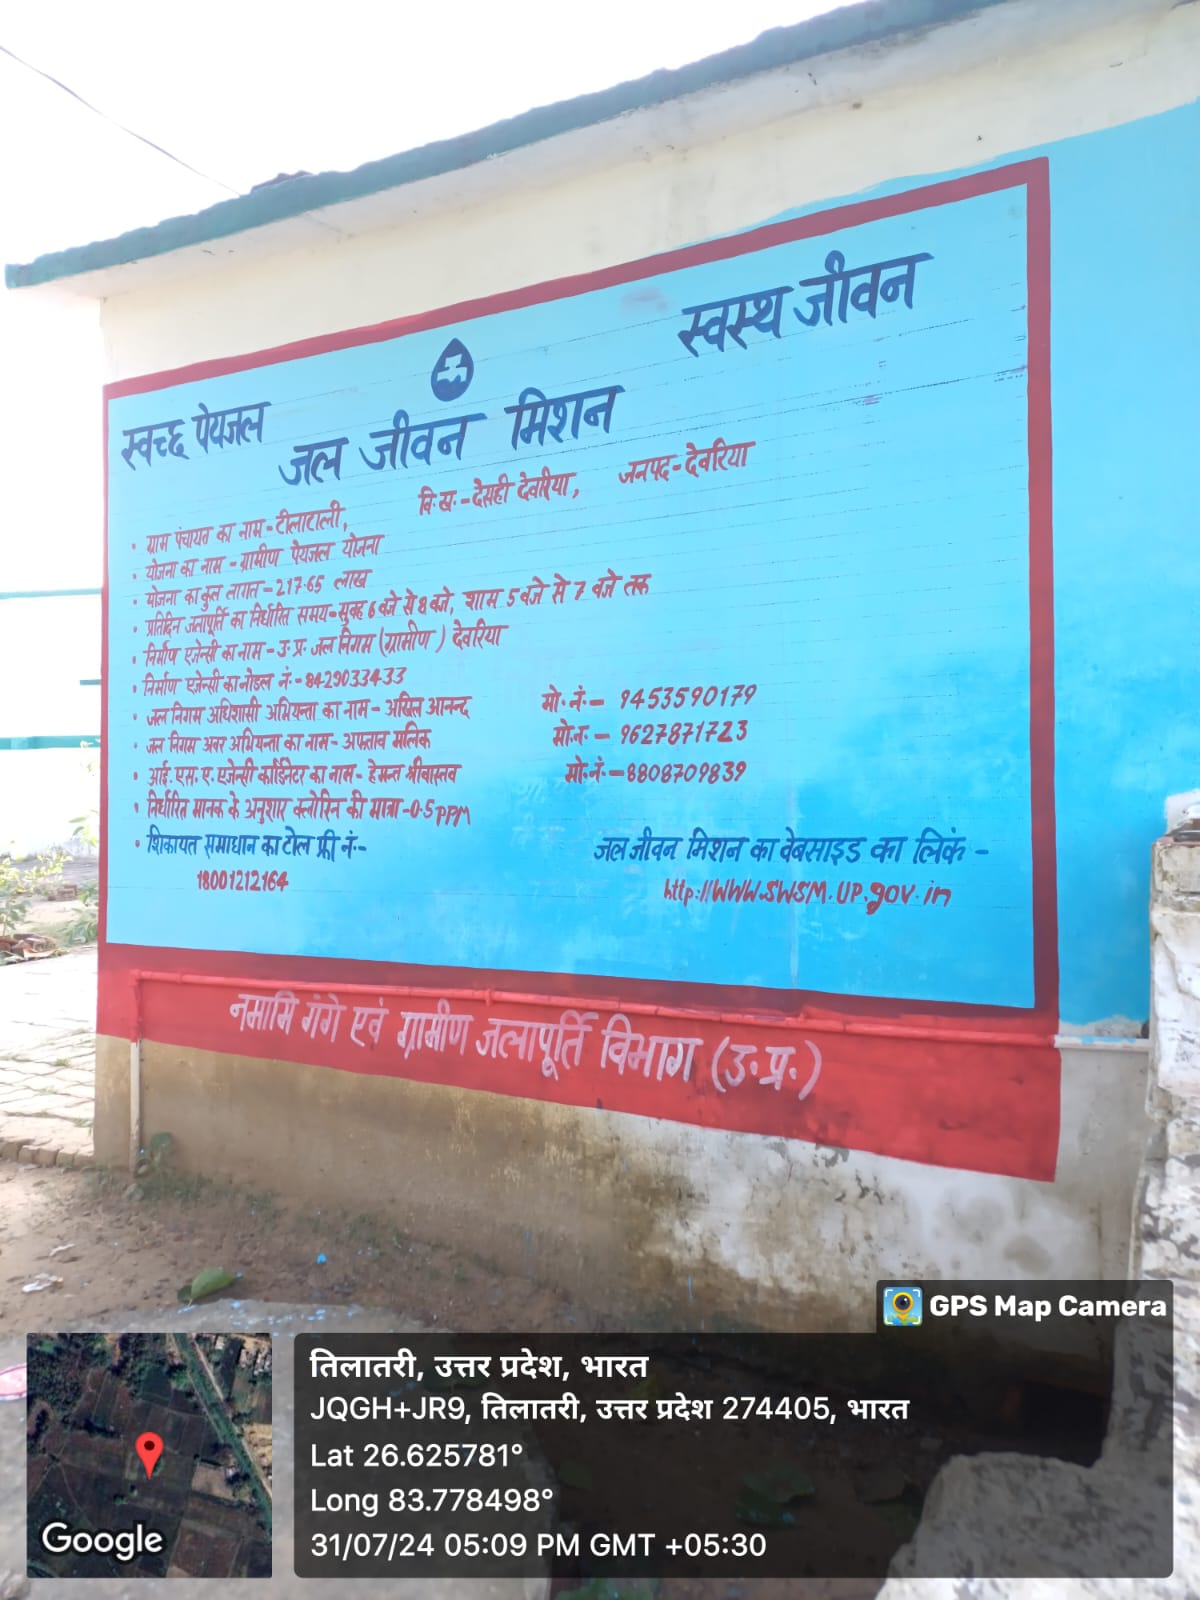 स्वच्छ पेयजल
स्वस्थ जीवन
जल जीवन मिशन
• ग्राम पंचायत का नाम-टीलाटाली, वि.ख.-देसही देवरिया, जनपद-देवरिया
• योजना का नाम-ग्रामीण पेयजल योजना
• योजना का कुल लागत-217.65 लाख
• प्रतिदिन जलापूर्ति का निर्धारित समय-सुबह 6 बजे से 8 बजे, शाम 5 बजे से 7 बजे तक
• निर्माण एजेन्सी का नाम-उ.प्र. जल निगम (ग्रामीण) देवरिया
• निर्माण एजेन्सी का नोडल नं.-8429033433
• जल निगम अधिशासी अभियन्ता का नाम-अखिल आनन्द मो.नं.- 9453590179
• जल निगम अवर अभियन्ता का नाम-अफताव मलिक मो.न.- 9627871723
• आई.एस.ए. एजेन्सी कार्डिनेटर का नाम-हेमन्त श्रीवास्तव मो.नं.-8808709839
• निर्धारित मानक के अनुशार क्लोरिन की मात्रा-0.5 PPM
• शिकायत समाधान का टोल फ्री नं:-
18001212164
जल जीवन मिशन का वेबसाइड का लिंक-
http://WWW.SWSM.UP.gov.in
नमामि गंगे एवं ग्रामीण जलापूर्ति विभाग (उ.प्र.)
GPS Map Camera
तिलातरी, उत्तर प्रदेश, भारत
JQGH+JR9, तिलातरी, उत्तर प्रदेश 274405, भारत
Lat 26.625781°
Long 83.778498°
31/07/24 05:09 PM GMT +05:30
Google